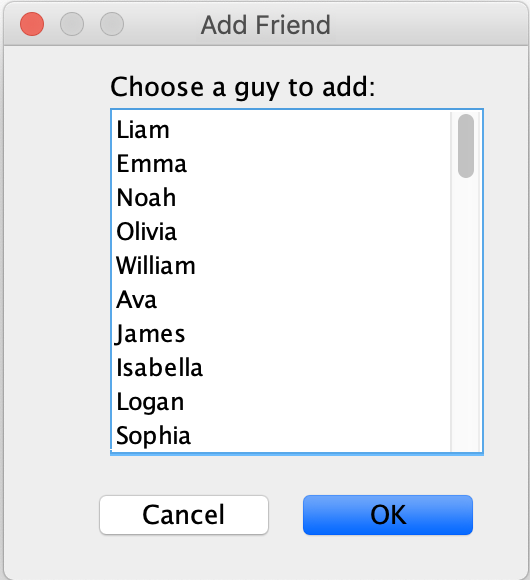 Add Friend
Choose a guy to add:
Liam
Emma
Noah
Olivia
William
Ava
James
Isabella
Logan
Sophia
Cancel OK